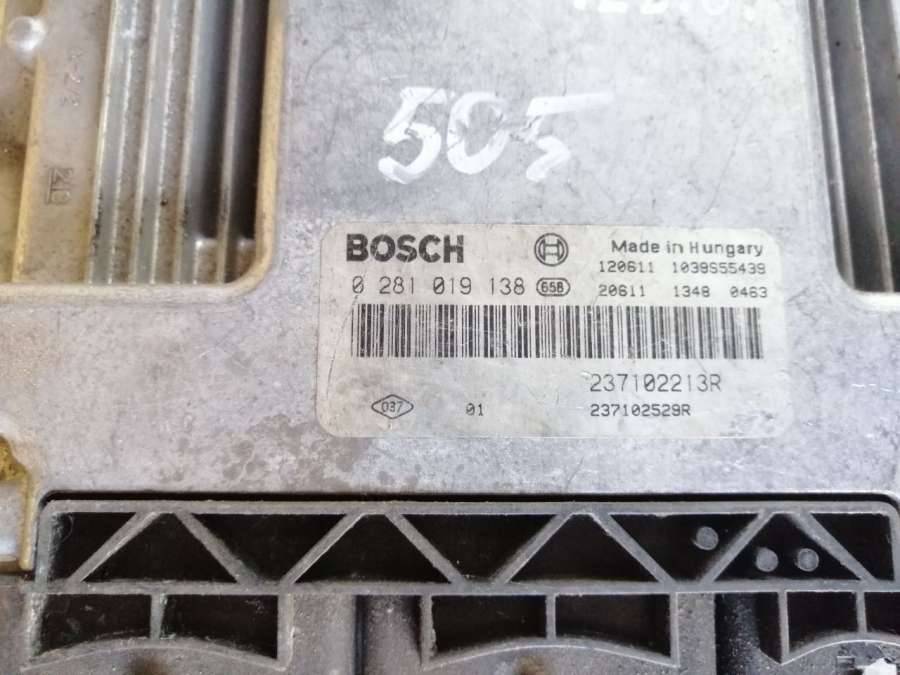 505
BOSCH
Made in Hungary
120611 1039S55439
0 281 019 138 658
20611 1348 0463
237102213R
037 01 237102529R